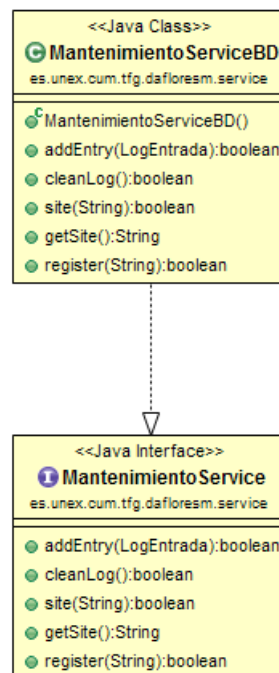 <<Java Class>>
MantenimientoServiceBD
es.unex.cum.tfg.dafloresm.service
MantenimientoServiceBD()
addEntry(LogEntrada):boolean
cleanLog():boolean
site(String):boolean
getSite():String
register(String):boolean
<<Java Interface>>
MantenimientoService
es.unex.cum.tfg.dafloresm.service
addEntry(LogEntrada):boolean
cleanLog():boolean
site(String):boolean
getSite():String
register(String):boolean